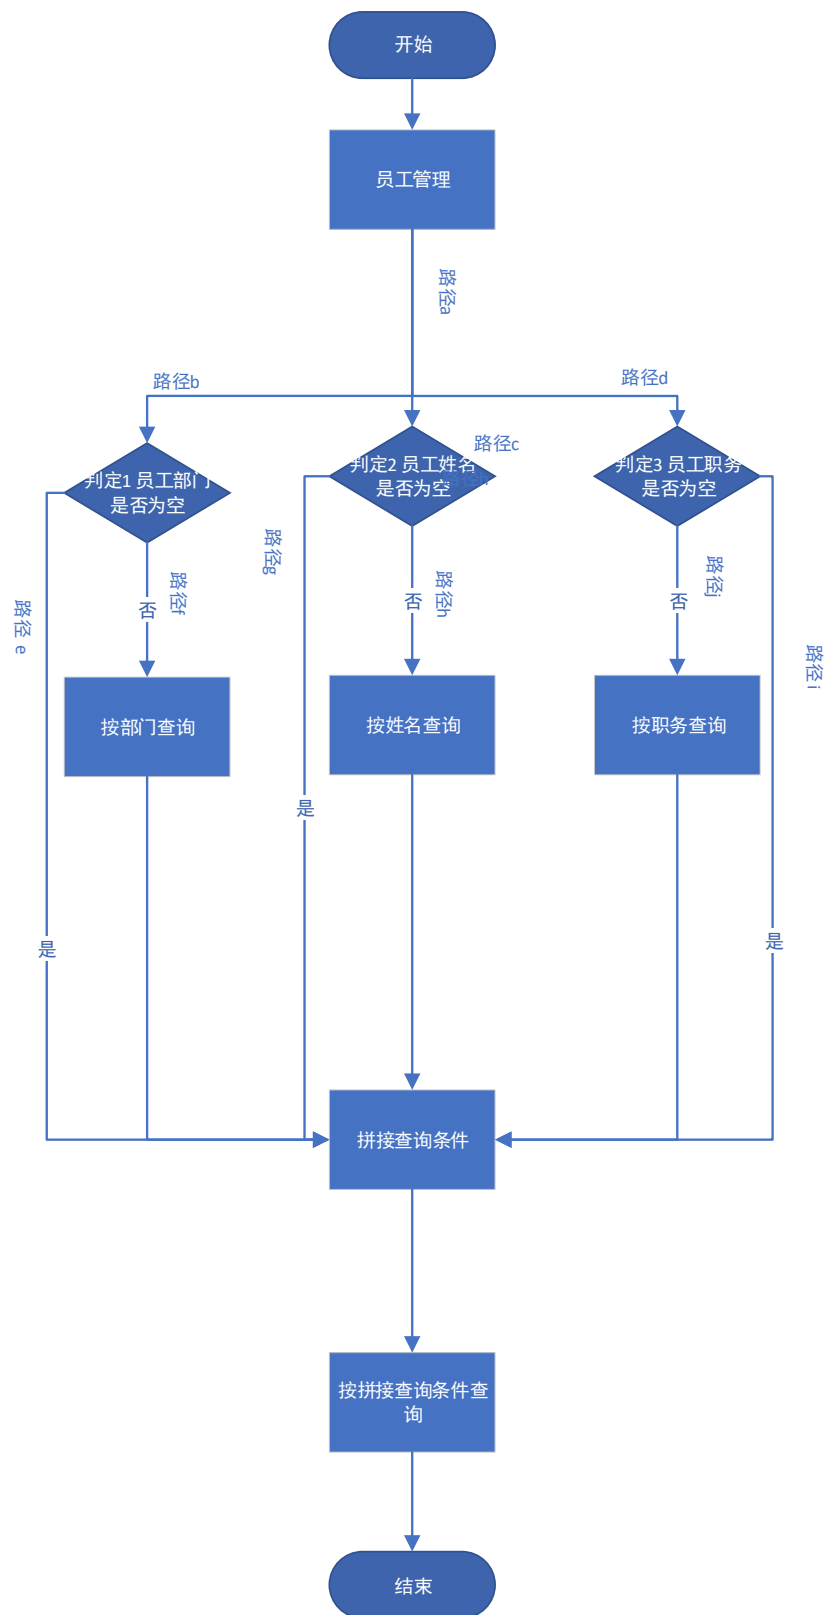 开始
员工管理
路径a
路径b
路径d
路径c
判定1 员工部门
是否为空
判定2 员工姓名
是否为空
路径h
判定3 员工职务
是否为空
路径g
路径f
否
路径h
否
路径j
否
路径 e
路径 i
按部门查询
按姓名查询
按职务查询
是
是
是
拼接查询条件
按拼接查询条件查
询
结束